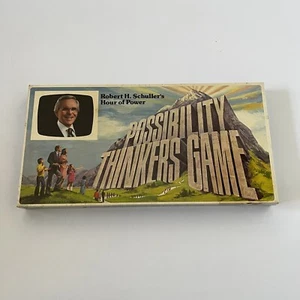 Robert H. Schuller's
Hour of Power
POSSIBILITY
THINKERS GAME